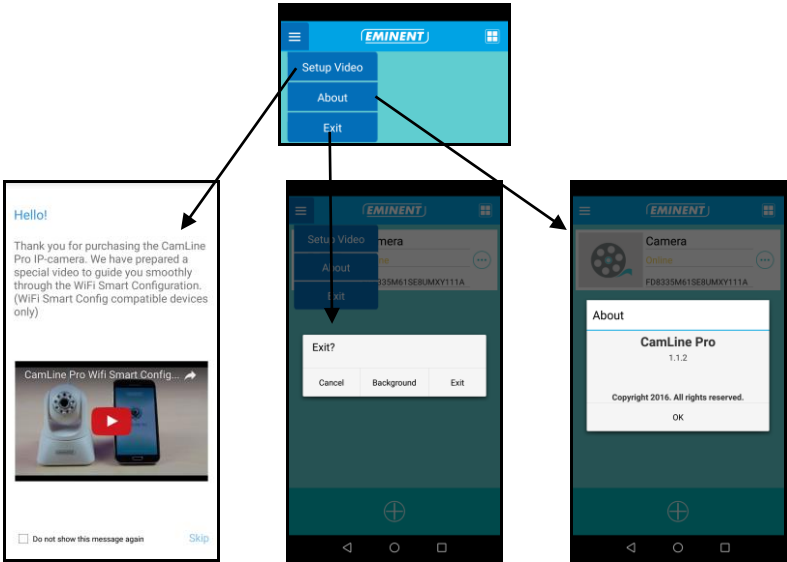 EMINENT
Setup Video
About
Exit
Hello!
Thank you for purchasing the CamLine
Pro IP-camera. We have prepared a
special video to guide you smoothly
through the WiFi Smart Configuration.
(WiFi Smart Config compatible devices
only)
CamLine Pro Wifi Smart Config...
Do not show this message again
Skip
EMINENT
Setup Video
mera
ne
About
335M61SE8UMXY111A
Exit
Exit?
Cancel Background Exit
EMINENT
Camera
Online
FD8335M61SE8UMXY111A
About
CamLine Pro
1.1.2
Copyright 2016. All rights reserved.
OK